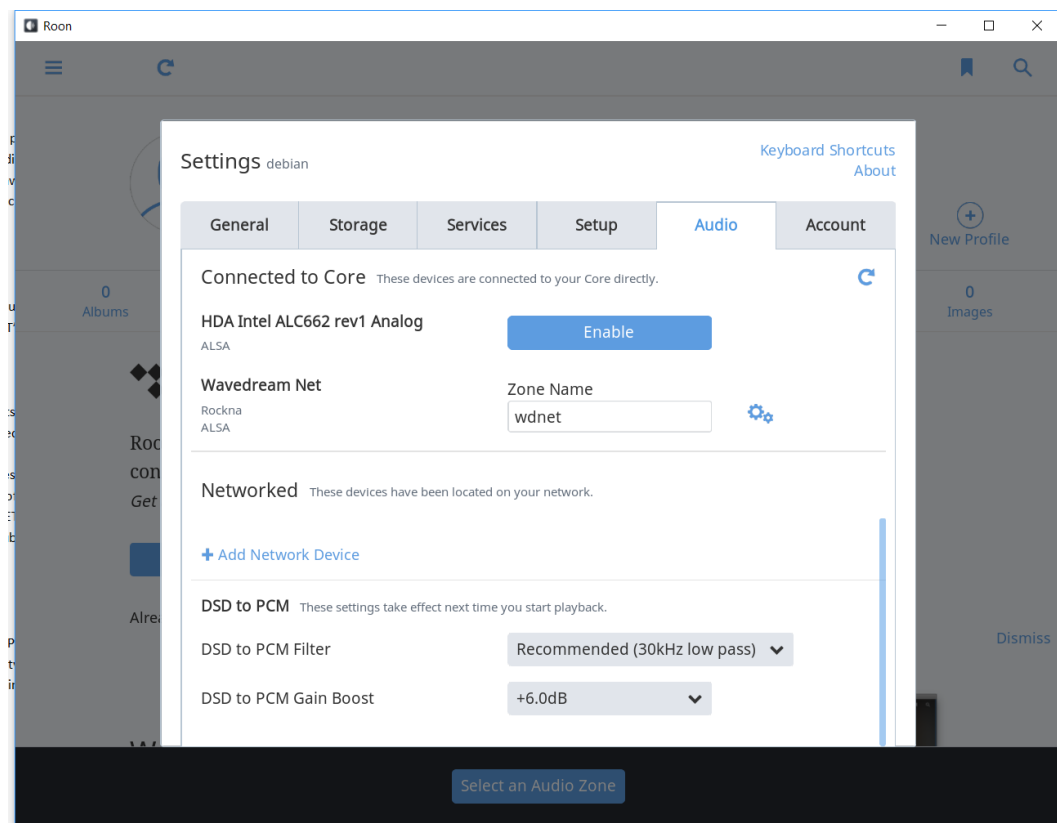 Roon
Settings debian
Keyboard Shortcuts
About
General Storage Services Setup Audio Account
New Profile
Connected to Core These devices are connected to your Core directly.
0
Albums
0
Images
HDA Intel ALC662 rev1 Analog
ALSA
Enable
Wavedream Net
Rockna
ALSA
Zone Name
wdnet
Networked These devices have been located on your network.
Get
+ Add Network Device
DSD to PCM These settings take effect next time you start playback.
DSD to PCM Filter Recommended (30kHz low pass)
Dismiss
DSD to PCM Gain Boost +6.0dB
Select an Audio Zone